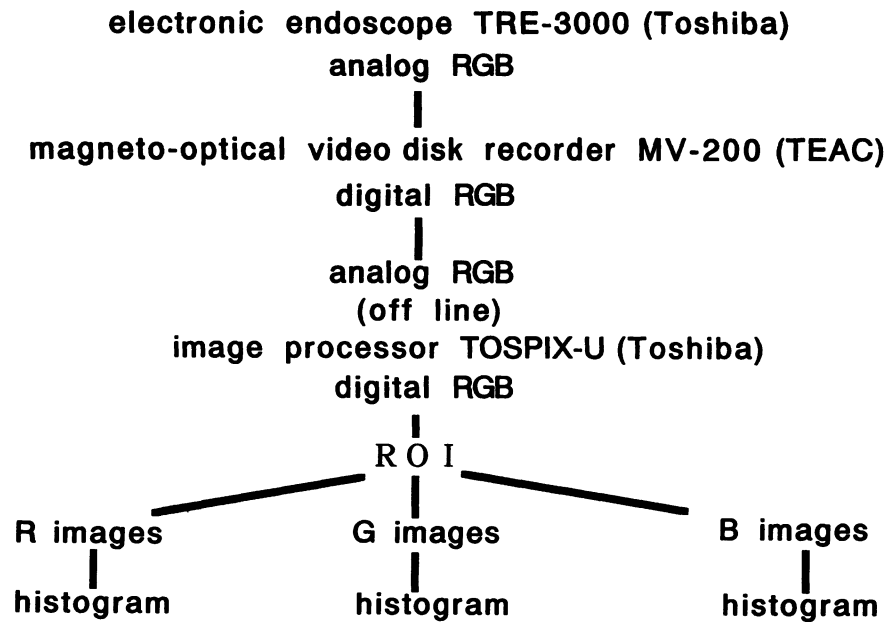 electronic endoscope TRE-3000 (Toshiba)
analog RGB
magneto-optical video disk recorder MV-200 (TEAC)
digital RGB
analog RGB
(off line)
image processor TOSPIX-U (Toshiba)
digital RGB
R O I
R images G images B images
histogram histogram histogram